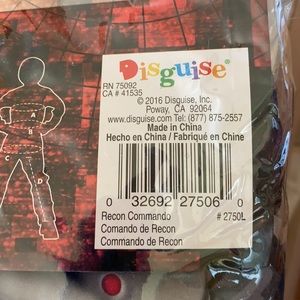 Disguise
RN 75092
CA # 41535
© 2016 Disguise, Inc.
Poway, CA 92064
www.disguise.com Tel: (877) 875-2557
Made in China
Hecho en China / Fabriqué en Chine
0 32692 27506 0
Recon Commando # 2750L
Comando de Recon
Commando de Recon
A
B
C
D